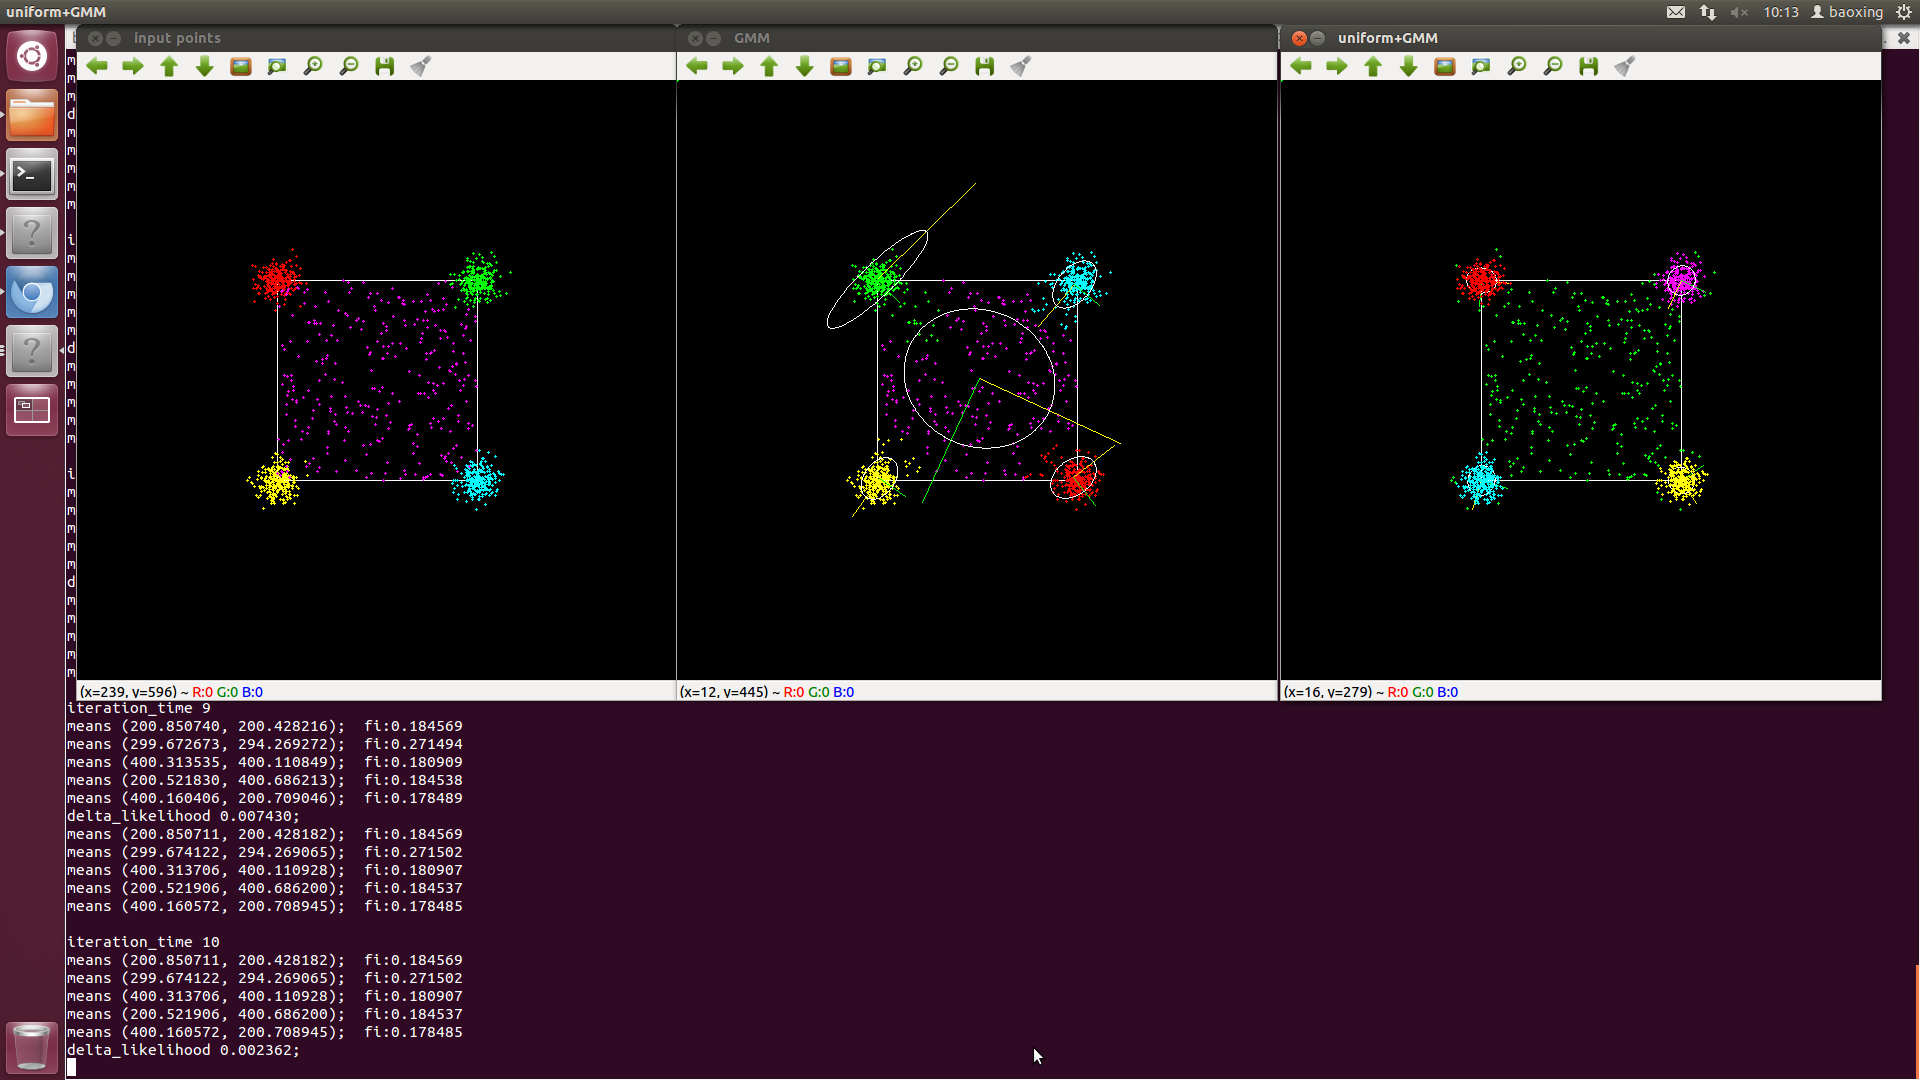 uniform+GMM
10:13
baoxing
input points
GMM
uniform+GMM
(x=239, y=596) ~ R:0 G:0 B:0
(x=12, y=445) ~ R:0 G:0 B:0
(x=16, y=279) ~ R:0 G:0 B:0
iteration_time 9
means (200.850740, 200.428216);  fi:0.184569
means (299.672673, 294.269272);  fi:0.271494
means (400.313535, 400.110849);  fi:0.180909
means (200.521830, 400.686213);  fi:0.184538
means (400.160406, 200.709046);  fi:0.178489
delta_likelihood 0.007430;
means (200.850711, 200.428182);  fi:0.184569
means (299.674122, 294.269065);  fi:0.271502
means (400.313706, 400.110928);  fi:0.180907
means (200.521906, 400.686200);  fi:0.184537
means (400.160572, 200.708945);  fi:0.178485
iteration_time 10
means (200.850711, 200.428182);  fi:0.184569
means (299.674122, 294.269065);  fi:0.271502
means (400.313706, 400.110928);  fi:0.180907
means (200.521906, 400.686200);  fi:0.184537
means (400.160572, 200.708945);  fi:0.178485
delta_likelihood 0.002362;